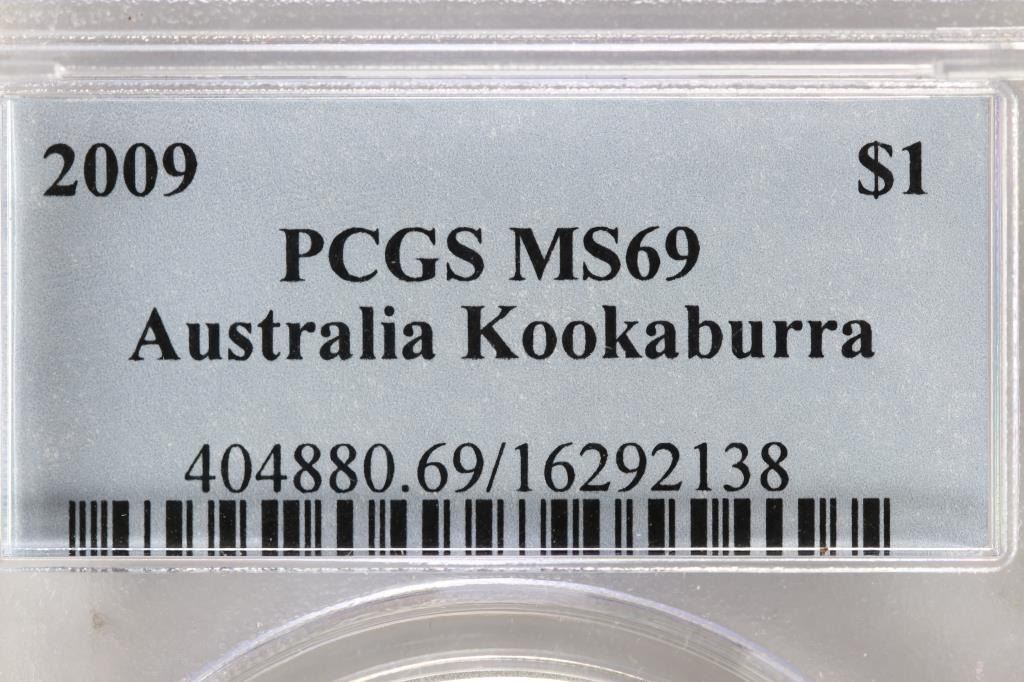 2009 $1
PCGS MS69
Australia Kookaburra
404880.69/16292138